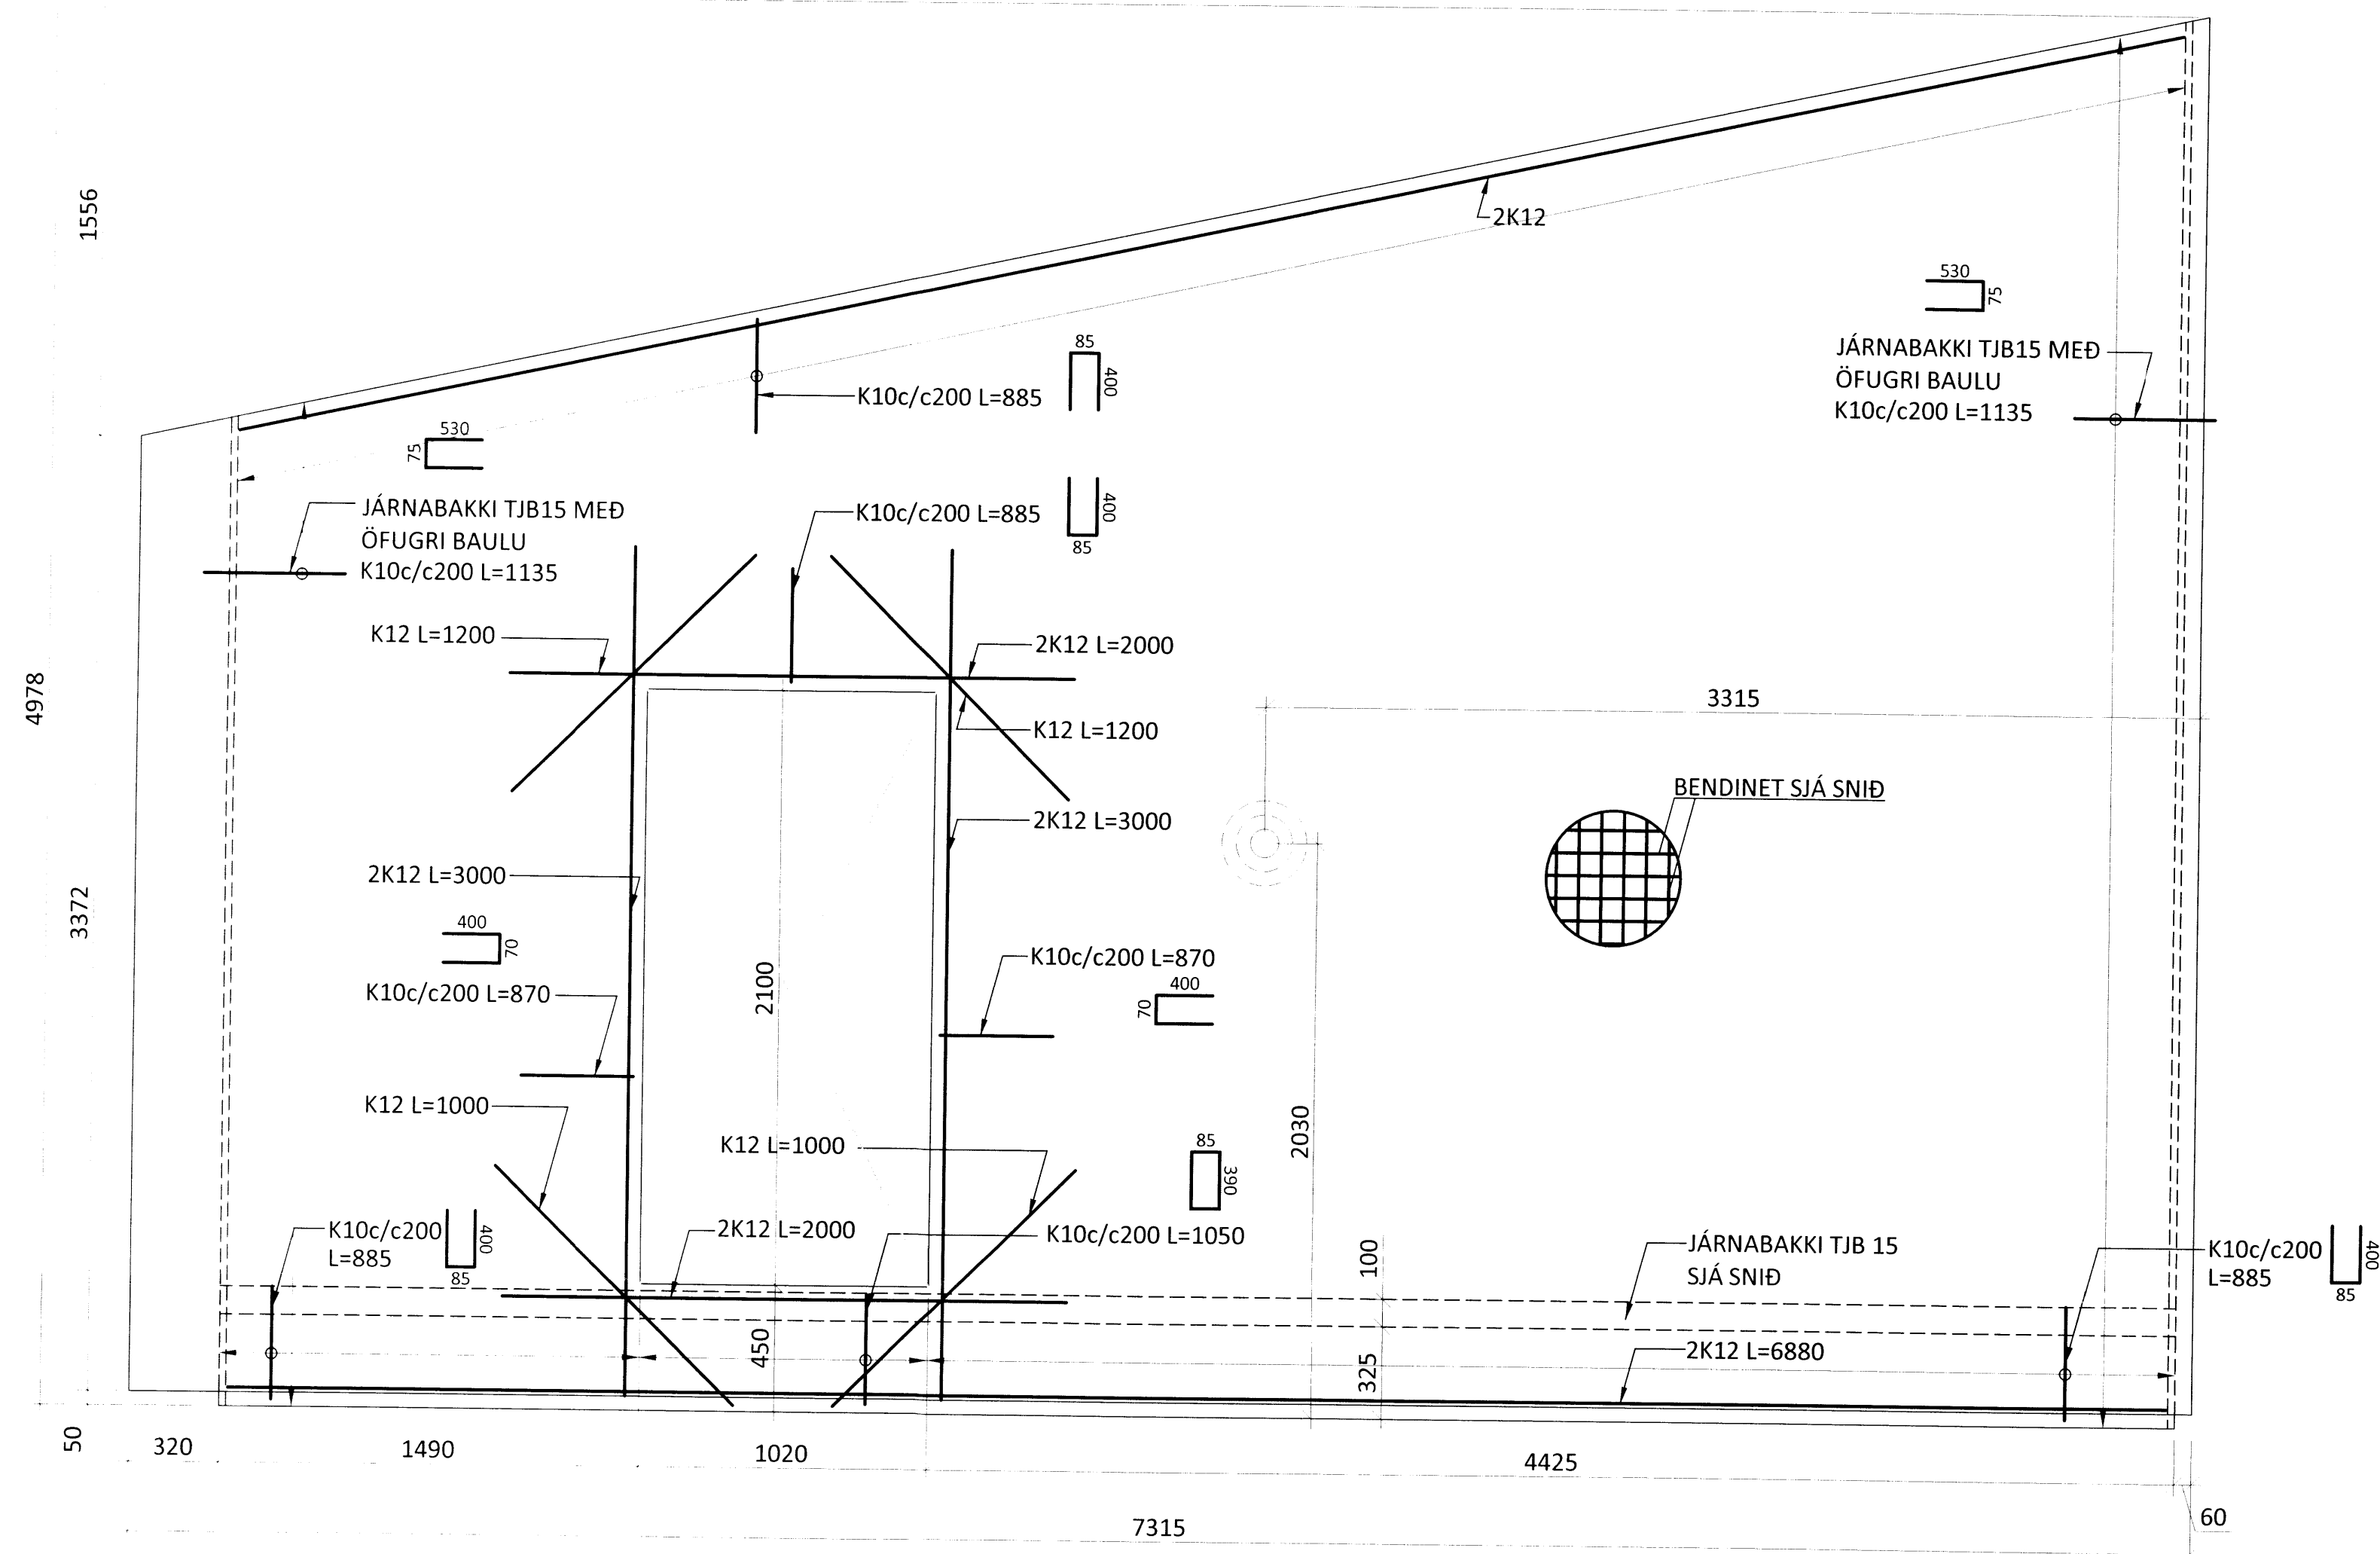 1556
2K12
530
75
JÁRNABAKKI TJB15 MEÐ
ÖFUGRI BAULU
K10c/c200 L=1135
85
400
K10c/c200 L=885
530
75
JÁRNABAKKI TJB15 MEÐ
ÖFUGRI BAULU
K10c/c200 L=1135
K10c/c200 L=885
400
85
K12 L=1200
2K12 L=2000
4978
3315
K12 L=1200
BENDINET SJÁ SNIÐ
2K12 L=3000
2K12 L=3000
3372
400
70
K10c/c200 L=870
2100
K10c/c200 L=870
400
70
K12 L=1000
K12 L=1000
2030
85
390
K10c/c200
L=885
400
85
2K12 L=2000
K10c/c200 L=1050
100
JÁRNABAKKI TJB 15
SJÁ SNIÐ
K10c/c200
L=885
400
85
450
325
2K12 L=6880
50
320
1490
1020
4425
60
7315